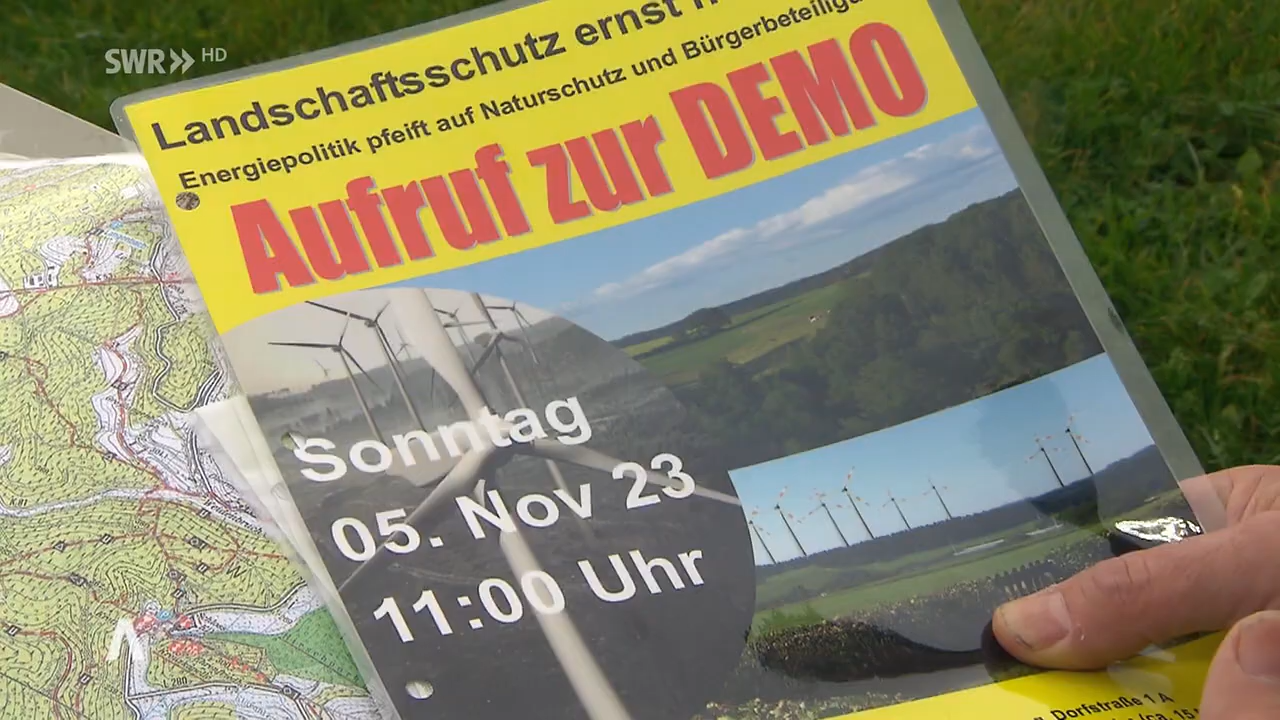 SWR HD
Landschaftsschutz ernst
Energiepolitik pfeift auf Naturschutz und Bürgerbeteiligu
Aufruf zur DEMO
Sonntag
05. Nov 23
11:00 Uhr
Dorfstraße 1 A